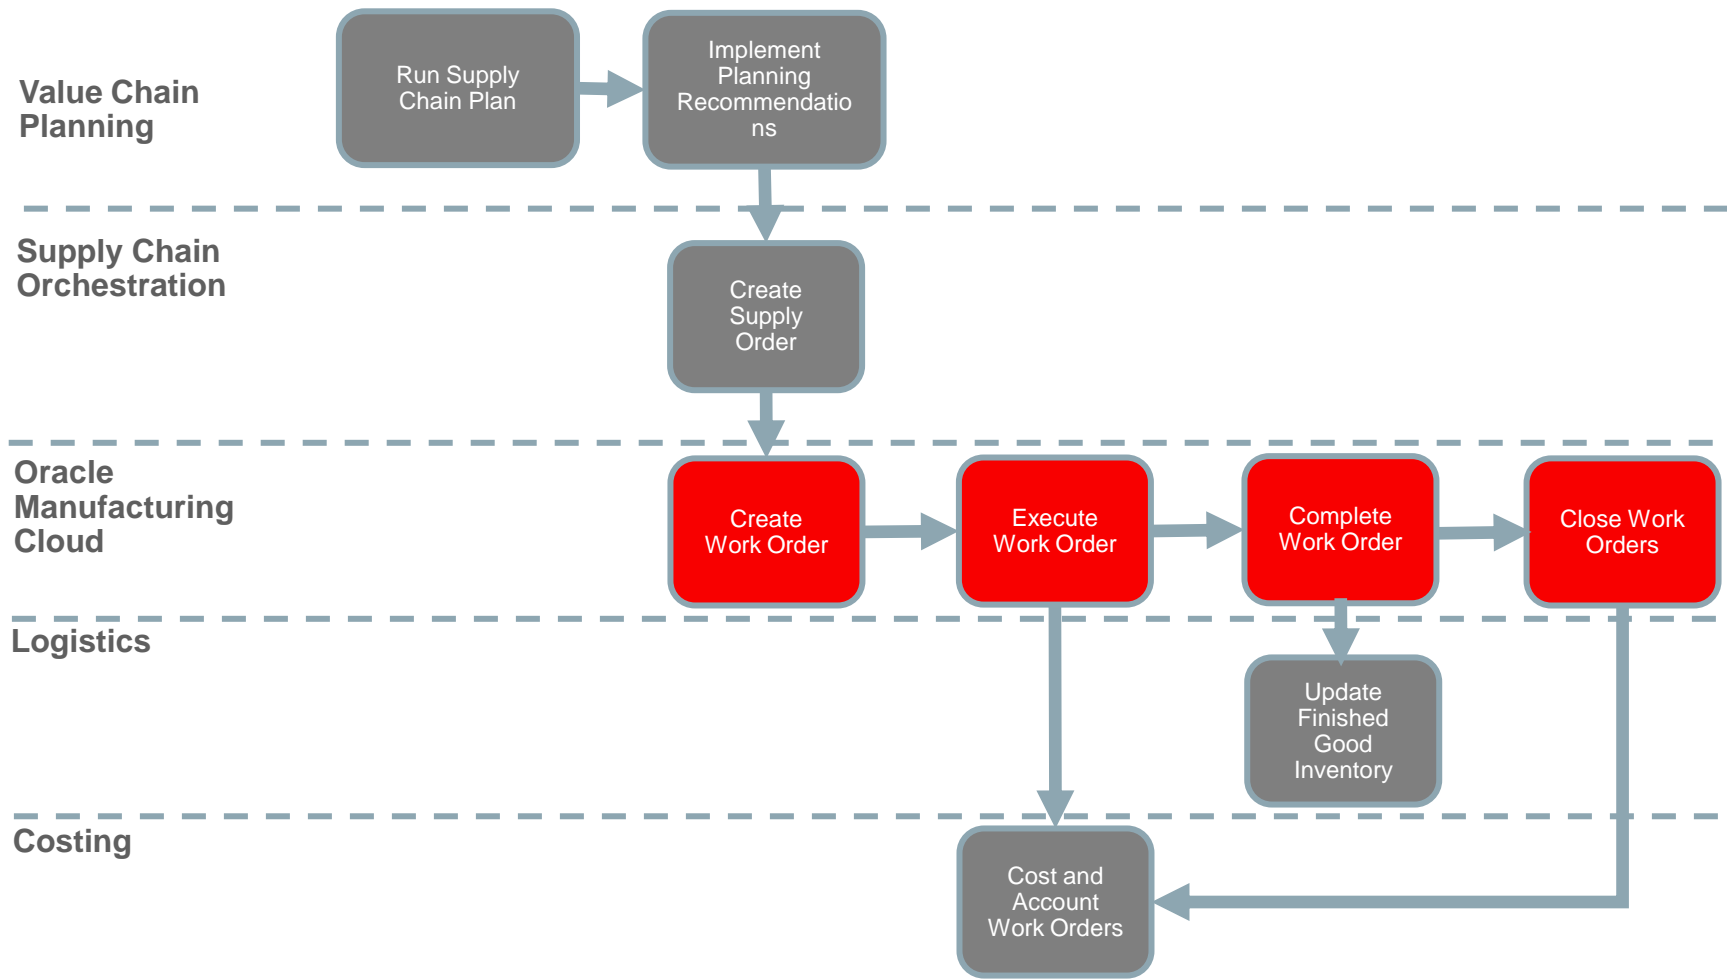 Value Chain
Planning
Run Supply
Chain Plan
Implement
Planning
Recommendatio
ns
Supply Chain
Orchestration
Create
Supply
Order
Oracle
Manufacturing
Cloud
Create
Work Order
Execute
Work Order
Complete
Work Order
Close Work
Orders
Logistics
Update
Finished
Good
Inventory
Costing
Cost and
Account
Work Orders